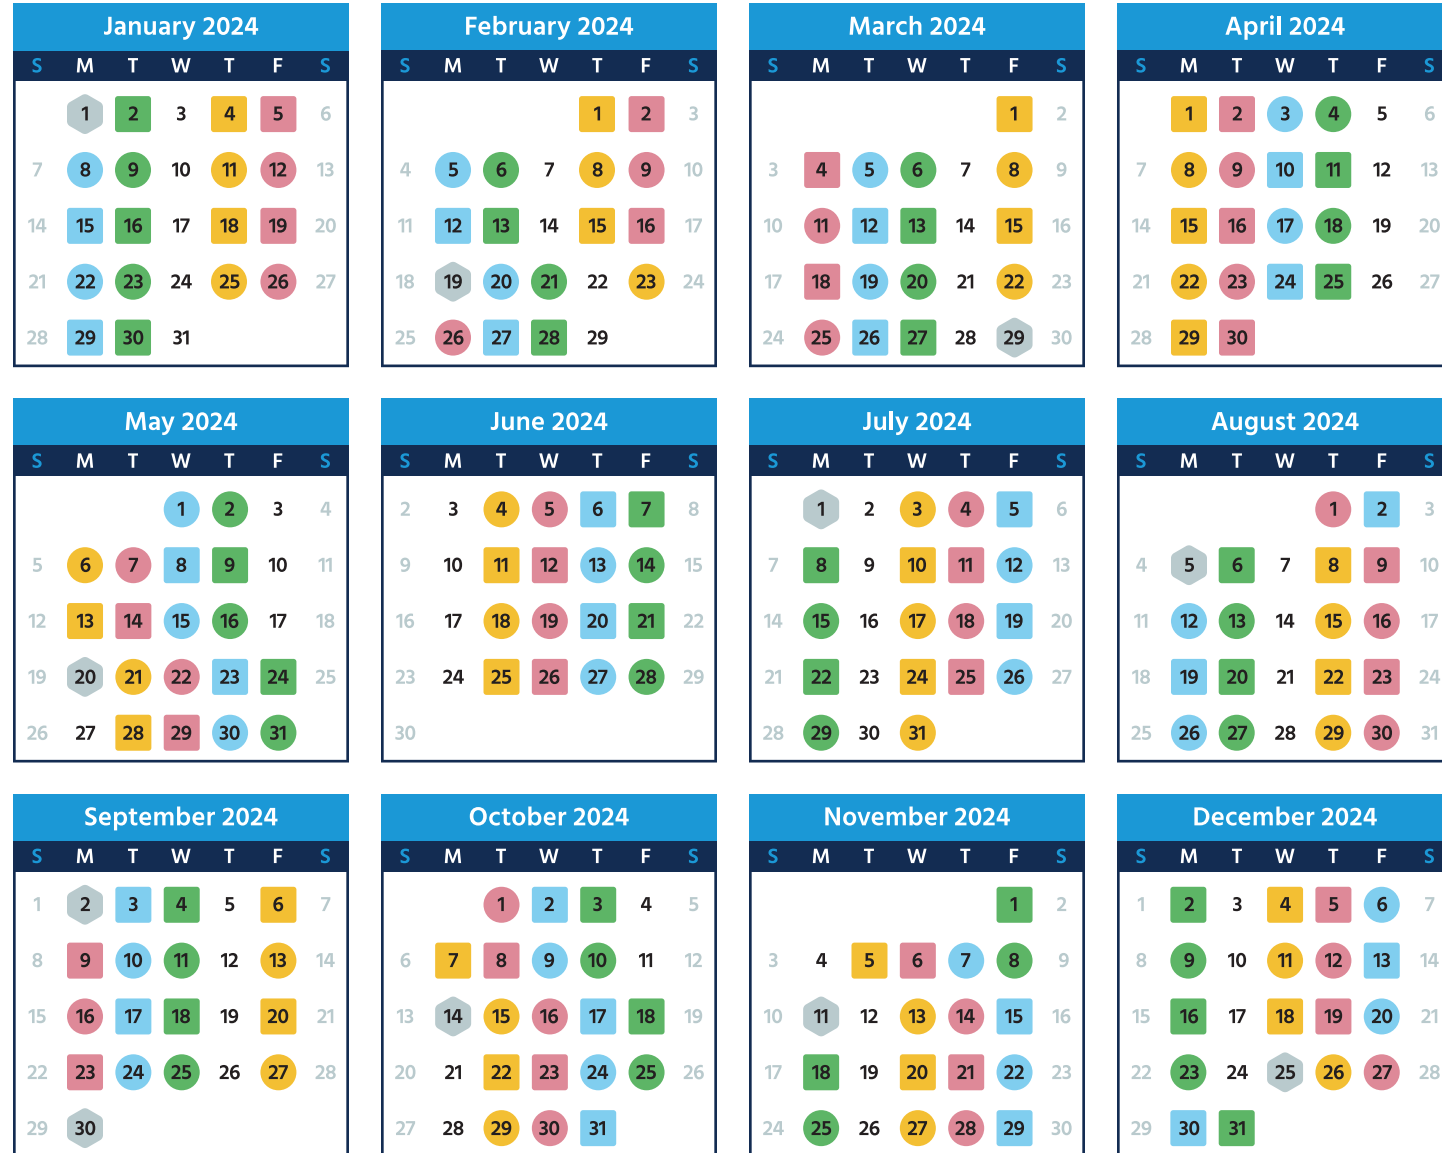 January 2024
S M T W T F S
1 2 3 4 5 6
7 8 9 10 11 12 13
14 15 16 17 18 19 20
21 22 23 24 25 26 27
28 29 30 31
February 2024
S M T W T F S
1 2 3
4 5 6 7 8 9 10
11 12 13 14 15 16 17
18 19 20 21 22 23 24
25 26 27 28 29
March 2024
S M T W T F S
1 2
3 4 5 6 7 8 9
10 11 12 13 14 15 16
17 18 19 20 21 22 23
24 25 26 27 28 29 30
April 2024
S M T W T F S
1 2 3 4 5 6
7 8 9 10 11 12 13
14 15 16 17 18 19 20
21 22 23 24 25 26 27
28 29 30
May 2024
S M T W T F S
1 2 3 4
5 6 7 8 9 10 11
12 13 14 15 16 17 18
19 20 21 22 23 24 25
26 27 28 29 30 31
June 2024
S M T W T F S
2 3 4 5 6 7 8
9 10 11 12 13 14 15
16 17 18 19 20 21 22
23 24 25 26 27 28 29
30
July 2024
S M T W T F S
1 2 3 4 5 6
7 8 9 10 11 12 13
14 15 16 17 18 19 20
21 22 23 24 25 26 27
28 29 30 31
August 2024
S M T W T F S
1 2 3
4 5 6 7 8 9 10
11 12 13 14 15 16 17
18 19 20 21 22 23 24
25 26 27 28 29 30 31
September 2024
S M T W T F S
1 2 3 4 5 6 7
8 9 10 11 12 13 14
15 16 17 18 19 20 21
22 23 24 25 26 27 28
29 30
October 2024
S M T W T F S
1 2 3 4 5
6 7 8 9 10 11 12
13 14 15 16 17 18 19
20 21 22 23 24 25 26
27 28 29 30 31
November 2024
S M T W T F S
1 2
3 4 5 6 7 8 9
10 11 12 13 14 15 16
17 18 19 20 21 22 23
24 25 26 27 28 29 30
December 2024
S M T W T F S
1 2 3 4 5 6 7
8 9 10 11 12 13 14
15 16 17 18 19 20 21
22 23 24 25 26 27 28
29 30 31